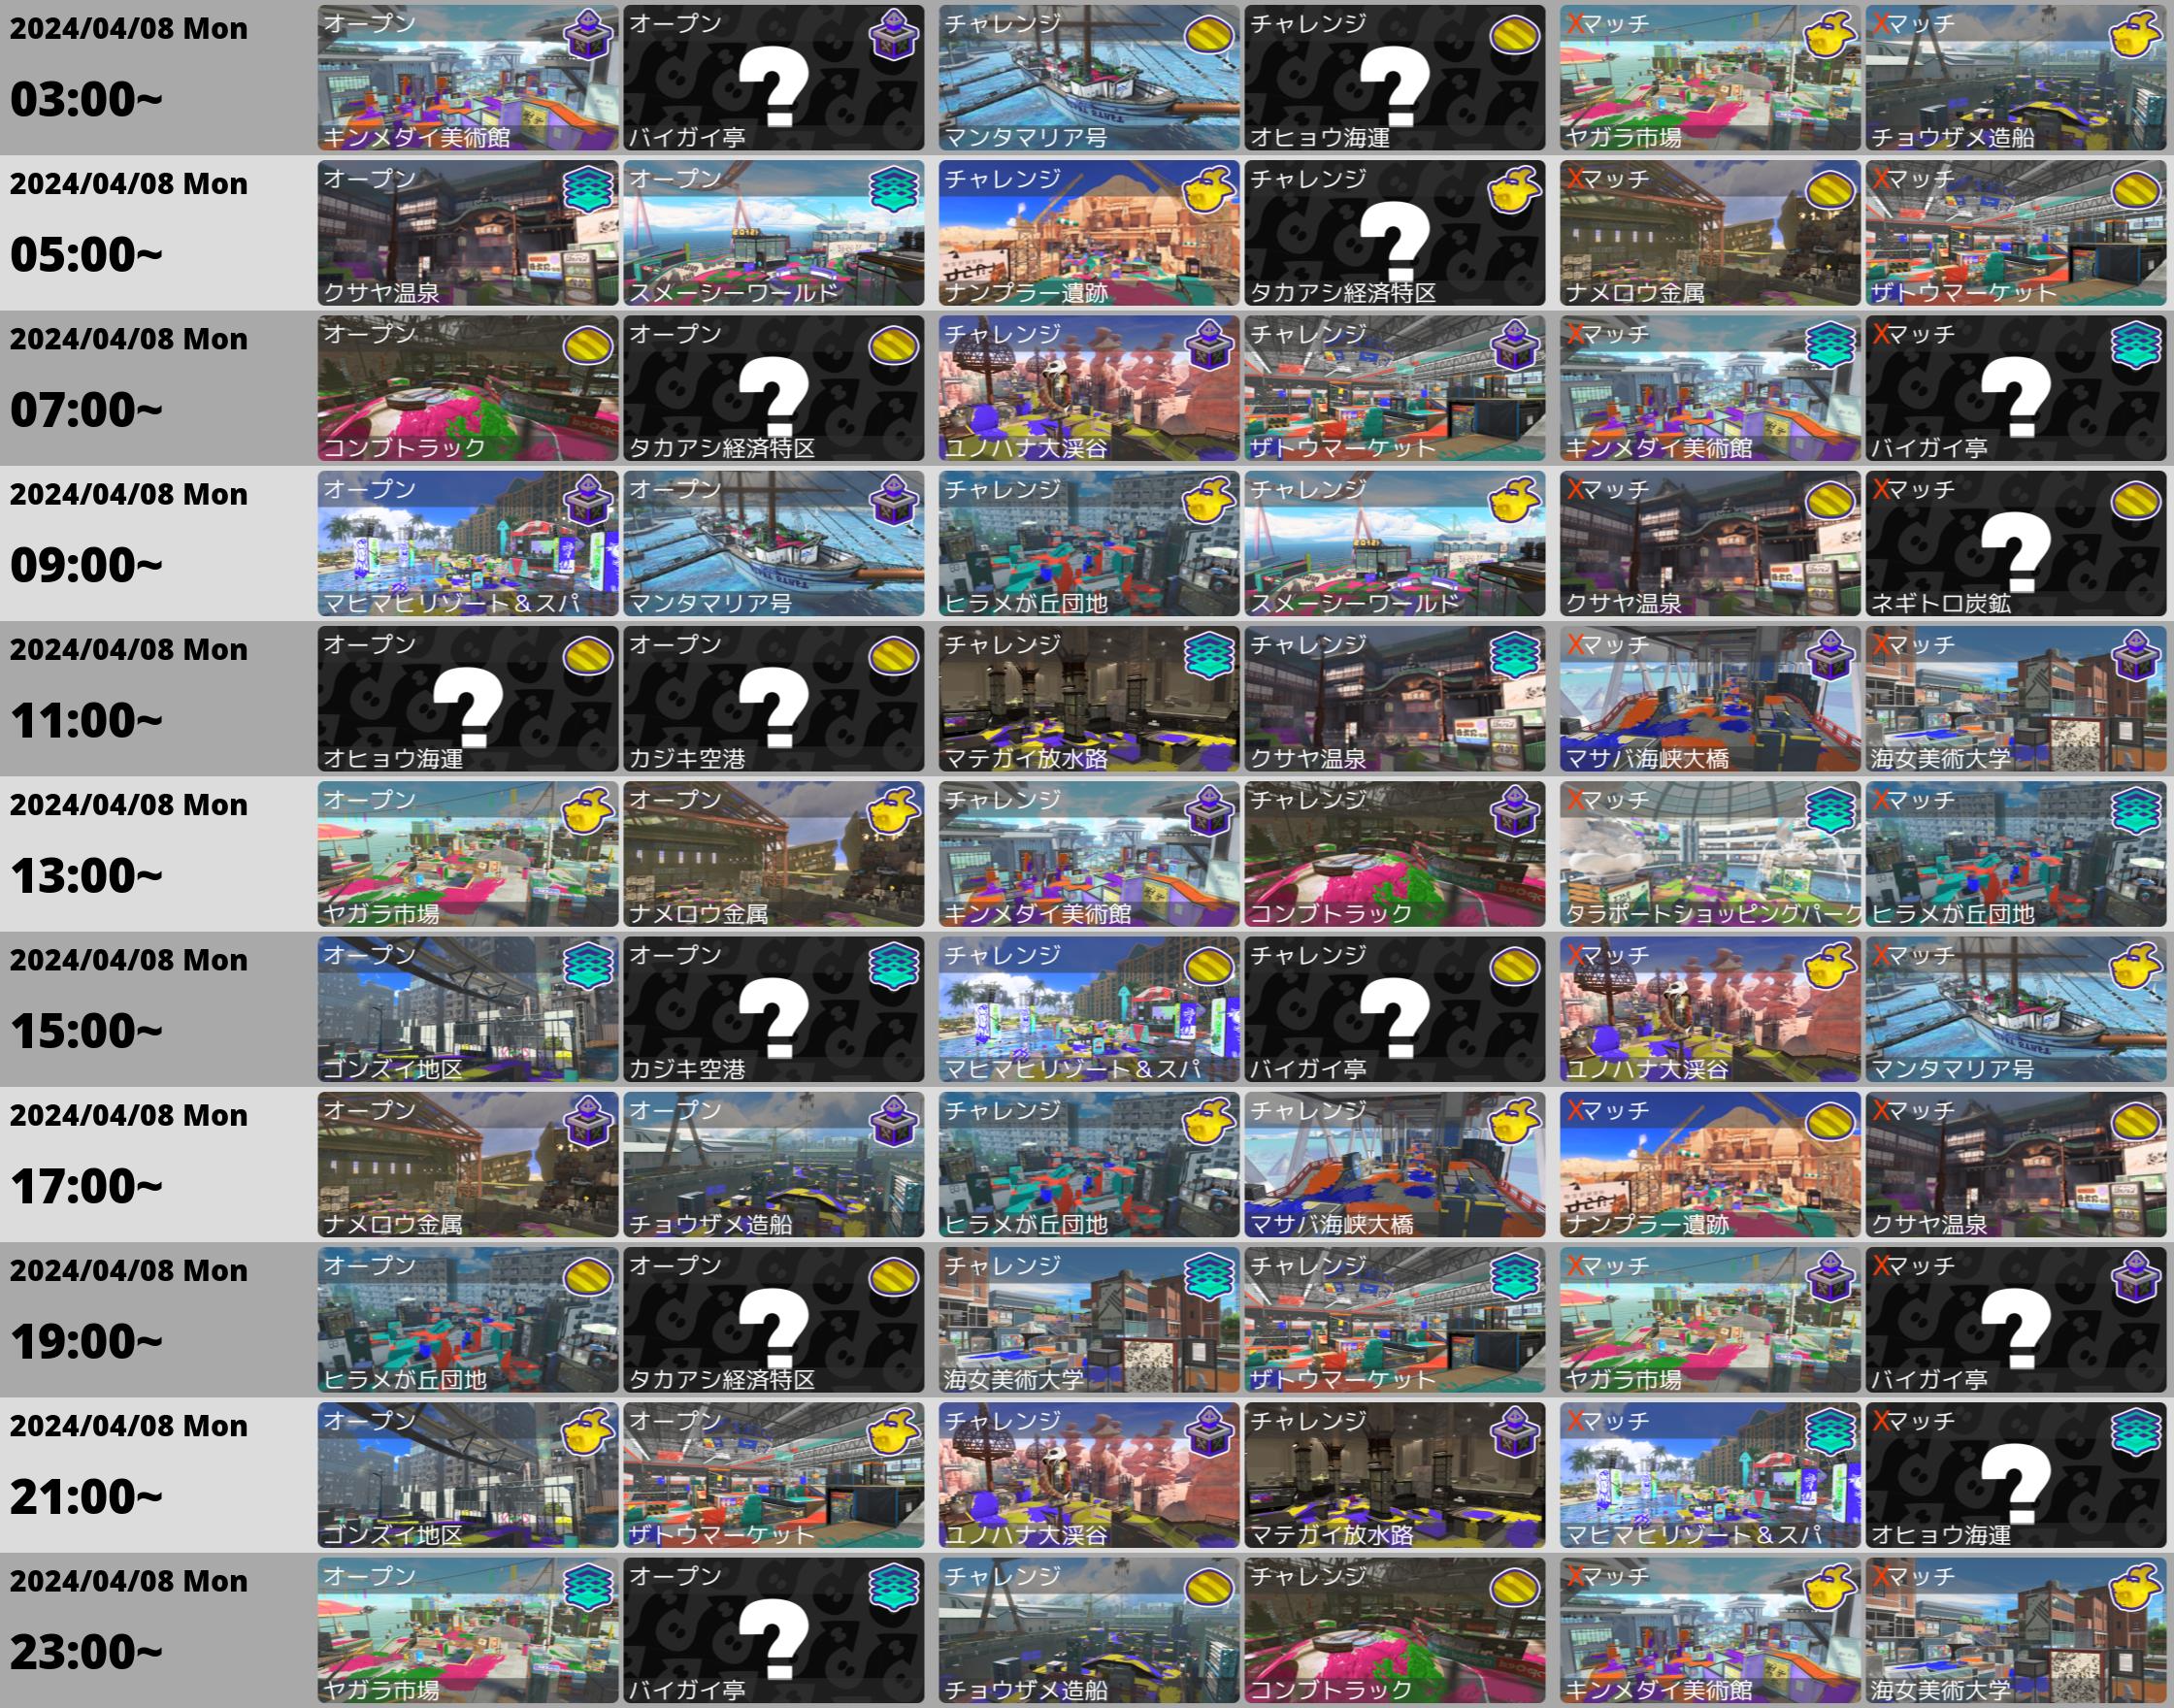 2024/04/08 Mon
03:00~
オープン
キンメダイ美術館
オープン
バイガイ亭
チャレンジ
マンタマリア号
チャレンジ
オヒョウ海運
Xマッチ
ヤガラ市場
Xマッチ
チョウザメ造船
2024/04/08 Mon
05:00~
オープン
クサヤ温泉
オープン
スメーシーワールド
チャレンジ
ナンプラー遺跡
チャレンジ
タカアシ経済特区
Xマッチ
ナメロウ金属
Xマッチ
ザトウマーケット
2024/04/08 Mon
07:00~
オープン
コンブトラック
オープン
タカアシ経済特区
チャレンジ
ユノハナ大渓谷
チャレンジ
ザトウマーケット
Xマッチ
キンメダイ美術館
Xマッチ
バイガイ亭
2024/04/08 Mon
09:00~
オープン
マヒマヒリゾート＆スパ
オープン
マンタマリア号
チャレンジ
ヒラメが丘団地
チャレンジ
スメーシーワールド
Xマッチ
クサヤ温泉
Xマッチ
ネギトロ炭鉱
2024/04/08 Mon
11:00~
オープン
オヒョウ海運
オープン
カジキ空港
チャレンジ
マテガイ放水路
チャレンジ
クサヤ温泉
Xマッチ
マサバ海峡大橋
Xマッチ
海女美術大学
2024/04/08 Mon
13:00~
オープン
ヤガラ市場
オープン
ナメロウ金属
チャレンジ
キンメダイ美術館
チャレンジ
コンブトラック
Xマッチ
タラポートショッピングパーク
Xマッチ
ヒラメが丘団地
2024/04/08 Mon
15:00~
オープン
ゴンズイ地区
オープン
カジキ空港
チャレンジ
マヒマヒリゾート＆スパ
チャレンジ
バイガイ亭
Xマッチ
ユノハナ大渓谷
Xマッチ
マンタマリア号
2024/04/08 Mon
17:00~
オープン
ナメロウ金属
オープン
チョウザメ造船
チャレンジ
ヒラメが丘団地
チャレンジ
マサバ海峡大橋
Xマッチ
ナンプラー遺跡
Xマッチ
クサヤ温泉
2024/04/08 Mon
19:00~
オープン
ヒラメが丘団地
オープン
タカアシ経済特区
チャレンジ
海女美術大学
チャレンジ
ザトウマーケット
Xマッチ
ヤガラ市場
Xマッチ
バイガイ亭
2024/04/08 Mon
21:00~
オープン
ゴンズイ地区
オープン
ザトウマーケット
チャレンジ
ユノハナ大渓谷
チャレンジ
マテガイ放水路
Xマッチ
マヒマヒリゾート＆スパ
Xマッチ
オヒョウ海運
2024/04/08 Mon
23:00~
オープン
ヤガラ市場
オープン
バイガイ亭
チャレンジ
チョウザメ造船
チャレンジ
コンブトラック
Xマッチ
キンメダイ美術館
Xマッチ
海女美術大学